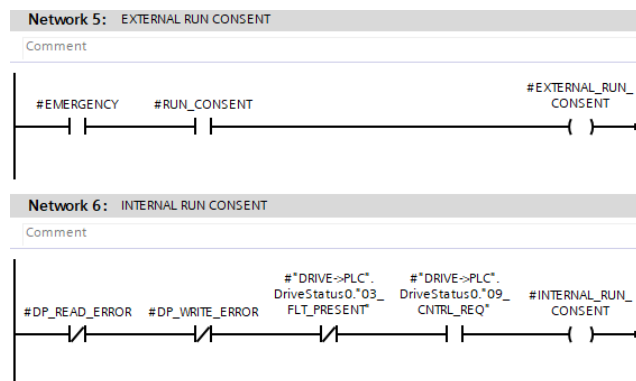 Network 5: EXTERNAL RUN CONSENT
Comment
#EMERGENCY #RUN_CONSENT #EXTERNAL_RUN_
CONSENT
Network 6: INTERNAL RUN CONSENT
Comment
#DP_READ_ERROR #DP_WRITE_ERROR #"DRIVE->PLC".
DriveStatus0."03_
FLT_PRESENT" #"DRIVE->PLC".
DriveStatus0."09_
CNTRL_REQ" #INTERNAL_RUN_
CONSENT